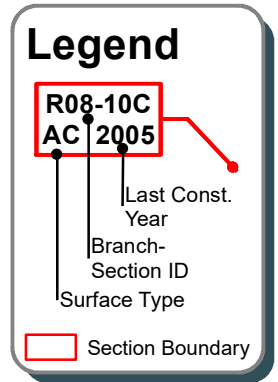 Legend
R08-10C
AC 2005
Last Const.
Year
Branch-
Section ID
Surface Type
Section Boundary